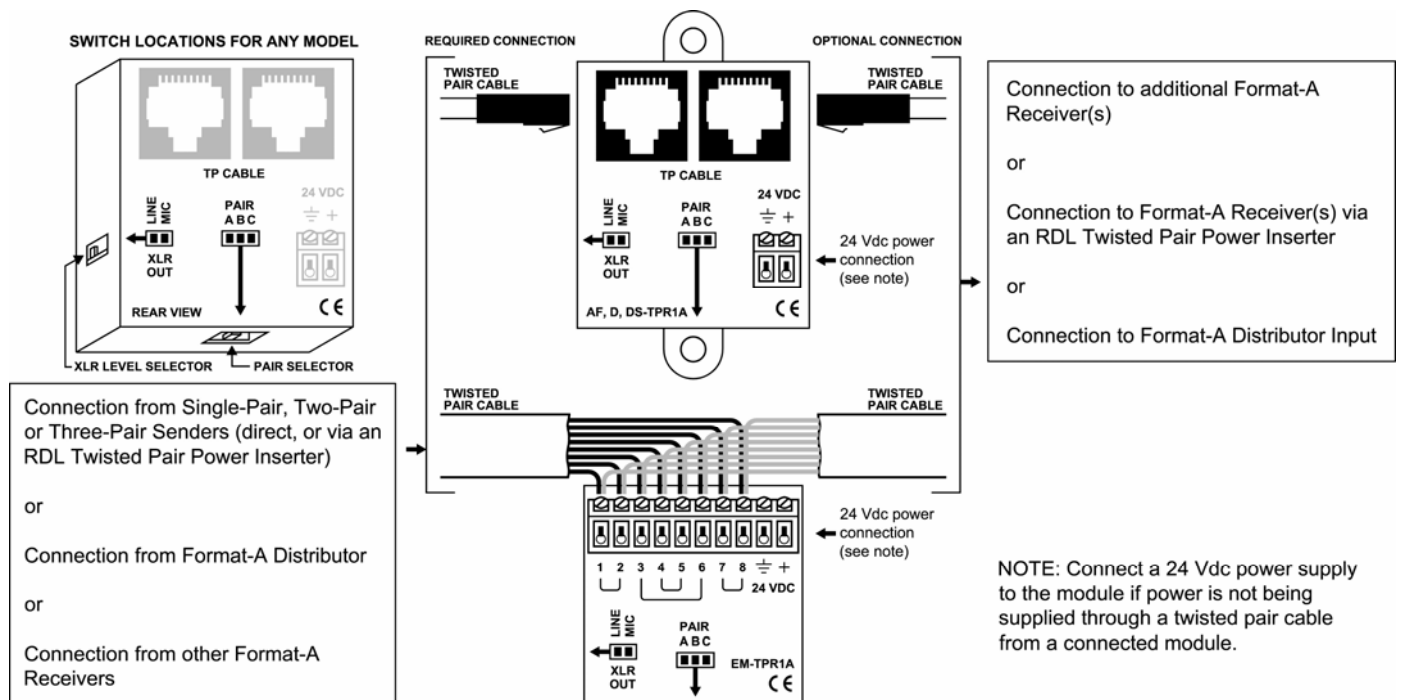 SWITCH LOCATIONS FOR ANY MODEL
TP CABLE
LINE
MIC
XLR
OUT
PAIR
A B C
24 VDC
+
REAR VIEW
CE
XLR LEVEL SELECTOR
PAIR SELECTOR
Connection from Single-Pair, Two-Pair
or Three-Pair Senders (direct, or via an
RDL Twisted Pair Power Inserter)
or
Connection from Format-A Distributor
or
Connection from other Format-A
Receivers
REQUIRED CONNECTION
TWISTED
PAIR CABLE
OPTIONAL CONNECTION
TWISTED
PAIR CABLE
TP CABLE
LINE
MIC
XLR
OUT
PAIR
A B C
24 VDC
+
AF, D, DS-TPR1A
CE
24 Vdc power
connection
(see note)
TWISTED
PAIR CABLE
TWISTED
PAIR CABLE
1 2 3 4 5 6 7 8 +
24 VDC
LINE
MIC
XLR
OUT
PAIR
A B C
EM-TPR1A
CE
24 Vdc power
connection
(see note)
Connection to additional Format-A
Receiver(s)
or
Connection to Format-A Receiver(s) via
an RDL Twisted Pair Power Inserter
or
Connection to Format-A Distributor Input
NOTE: Connect a 24 Vdc power supply
to the module if power is not being
supplied through a twisted pair cable
from a connected module.